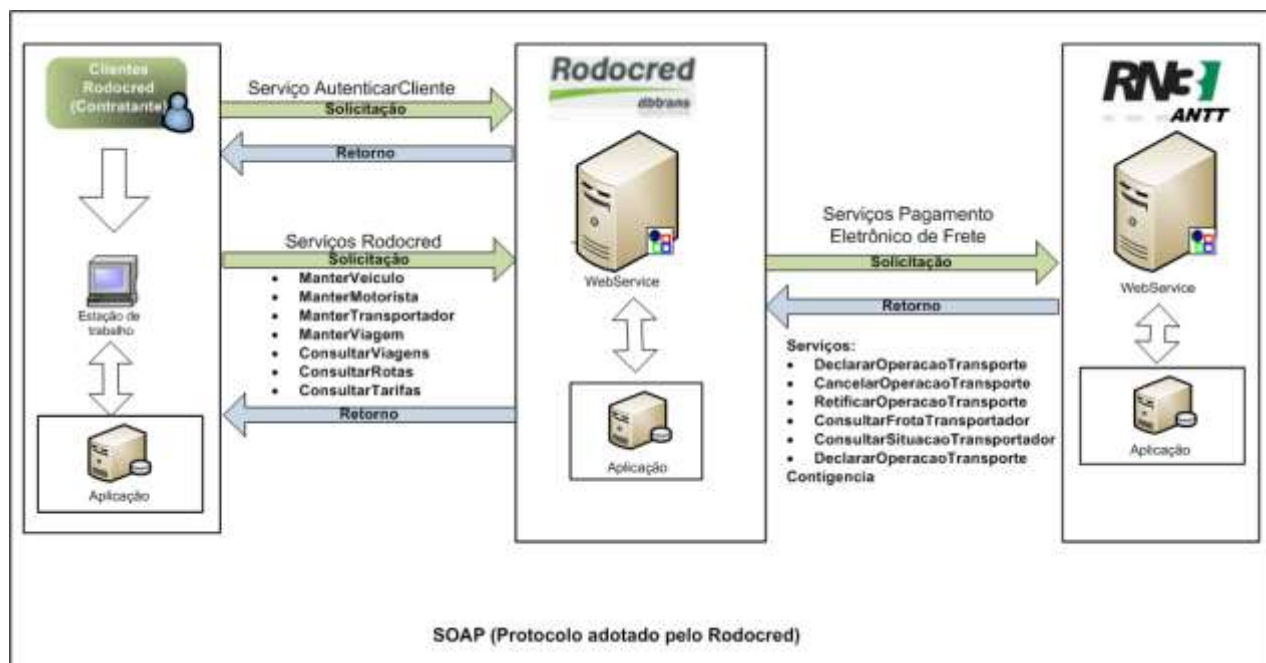 Clientes
Rodocred
(Contratante)
Serviço AutenticarCliente
Solicitação
Retorno
Serviços Rodocred
Solicitação
• ManterVeiculo
• ManterMotorista
• ManterTransportador
• ManterViagem
• ConsultarViagens
• ConsultarRotas
• ConsultarTarifas
Retorno
Estação de
trabalho
Aplicação
Rodocred
dbtrans
WebService
Aplicação
Serviços Pagamento
Eletrônico de Frete
Solicitação
Retorno
Serviços:
• DeclararOperacaoTransporte
• CancelarOperacaoTransporte
• RetificarOperacaoTransporte
• ConsultarFrotaTransportador
• ConsultarSituacaoTransportador
• DeclararOperacaoTransporte
Contigencia
ANTT
WebService
Aplicação
SOAP (Protocolo adotado pelo Rodocred)